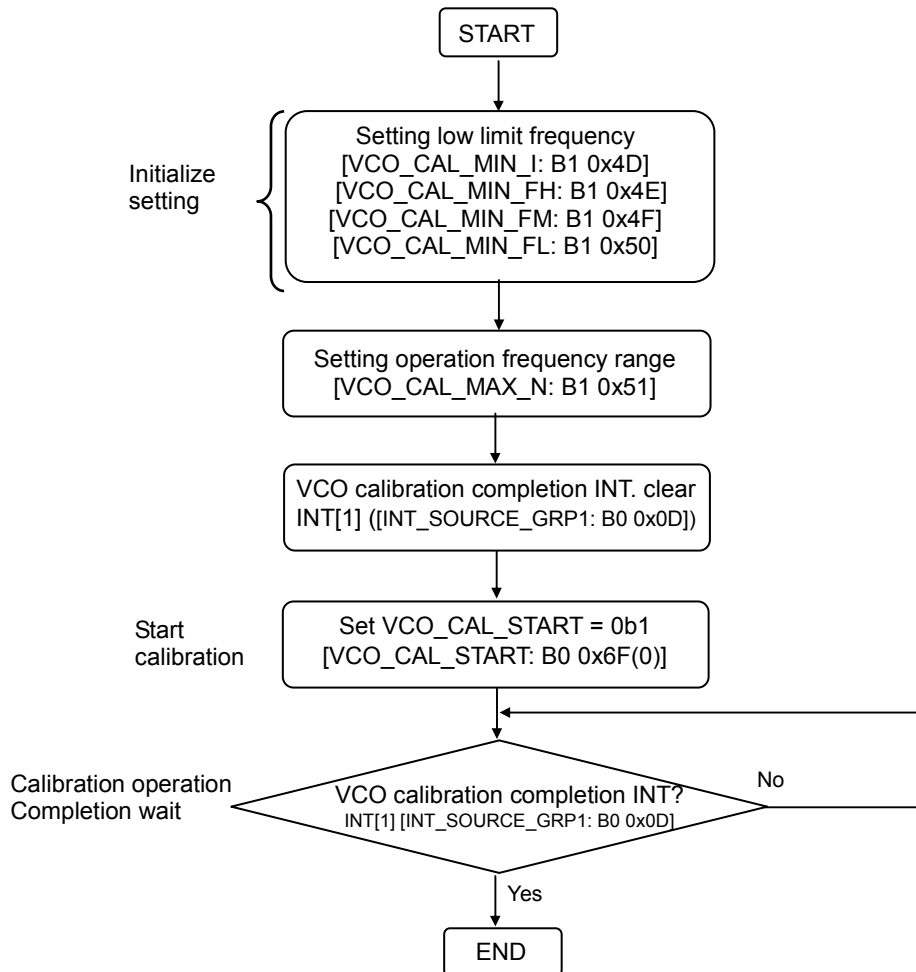 START
Initialize
setting
Setting low limit frequency
[VCO_CAL_MIN_I: B1 0x4D]
[VCO_CAL_MIN_FH: B1 0x4E]
[VCO_CAL_MIN_FM: B1 0x4F]
[VCO_CAL_MIN_FL: B1 0x50]
Setting operation frequency range
[VCO_CAL_MAX_N: B1 0x51]
VCO calibration completion INT. clear
INT[1] ([INT_SOURCE_GRP1: B0 0x0D])
Start
calibration
Set VCO_CAL_START = 0b1
[VCO_CAL_START: B0 0x6F(0)]
Calibration operation
Completion wait
VCO calibration completion INT?
INT[1] [INT_SOURCE_GRP1: B0 0x0D]
No
Yes
END